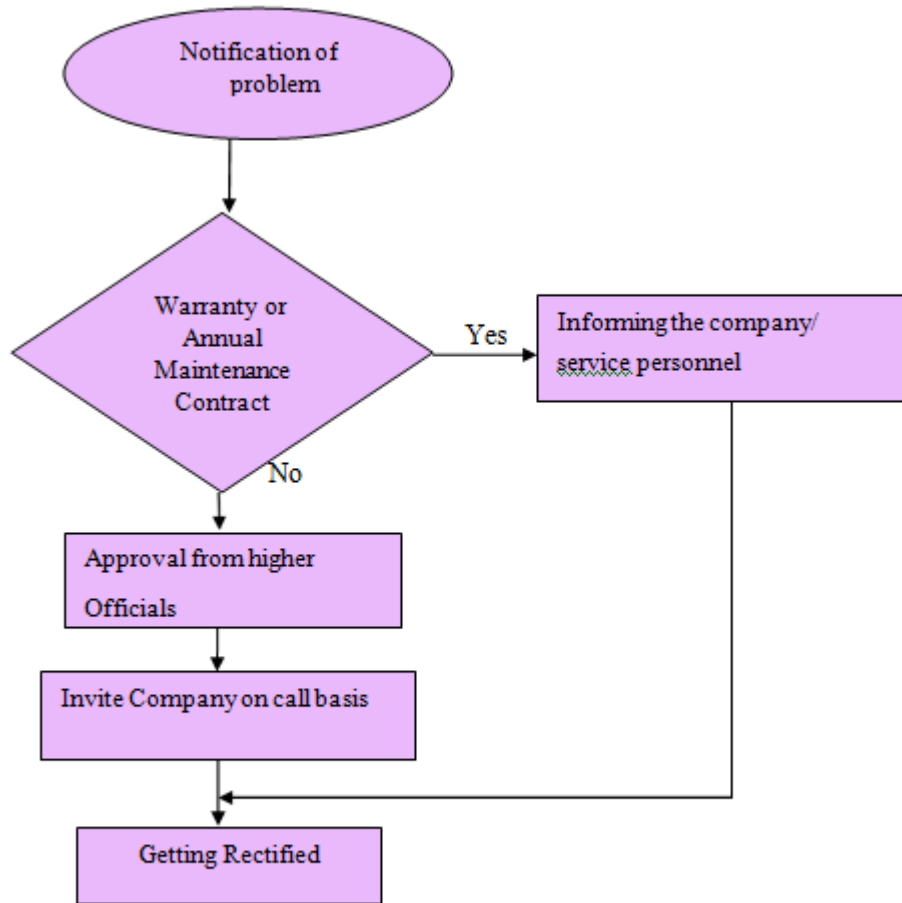 Notification of
problem
Warranty or
Annual
Maintenance
Contract
Yes
Informing the company/
service personnel
No
Approval from higher
Officials
Invite Company on call basis
Getting Rectified